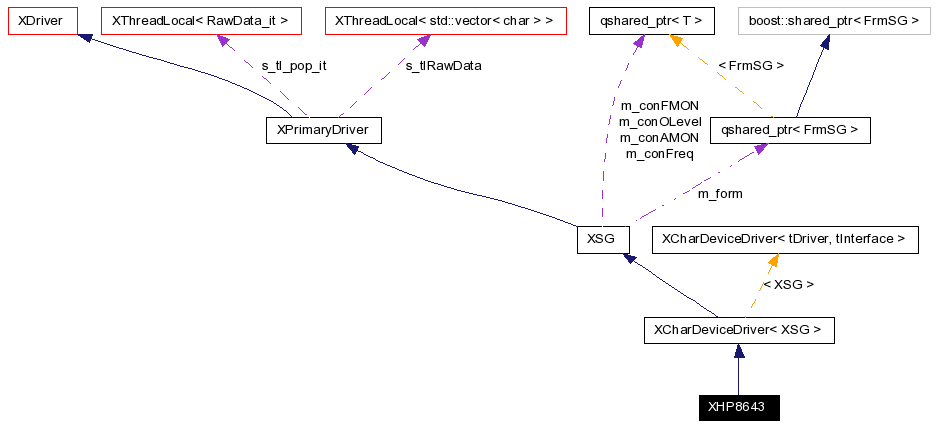 XDriver
XThreadLocal< RawData_it >
XThreadLocal< std::vector< char > >
qshared_ptr< T >
boost::shared_ptr< FrmSG >
s_tl_pop_it
s_tlRawData
< FrmSG >
m_conFMON
m_conOLevel
m_conAMON
m_conFreq
XPrimaryDriver
qshared_ptr< FrmSG >
m_form
XSG
XCharDeviceDriver< tDriver, tInterface >
< XSG >
XCharDeviceDriver< XSG >
XHP8643